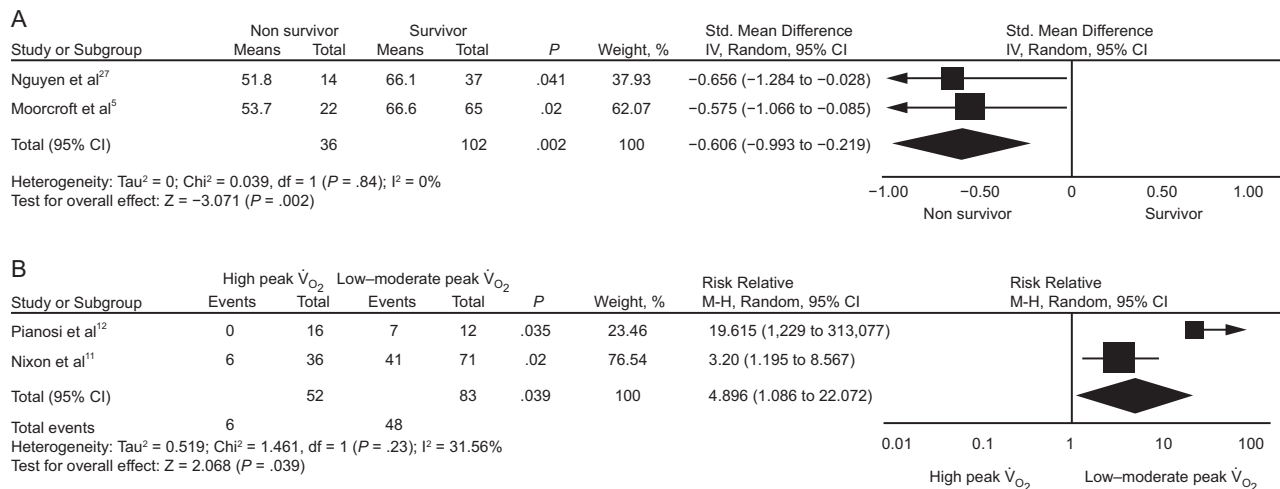 A
Non survivor Survivor Std. Mean Difference Std. Mean Difference
Study or Subgroup Means Total Means Total P Weight, % IV, Random, 95% CI IV, Random, 95% CI
Nguyen et al²⁷ 51.8 14 66.1 37 .041 37.93 −0.656 (−1.284 to −0.028)
Moorcroft et al⁵ 53.7 22 66.6 65 .02 62.07 −0.575 (−1.066 to −0.085)
Total (95% CI) 36 102 .002 100 −0.606 (−0.993 to −0.219)
Heterogeneity: Tau² = 0; Chi² = 0.039, df = 1 (P = .84); I² = 0%
Test for overall effect: Z = −3.071 (P = .002)
−1.00 −0.50 0 0.50 1.00
Non survivor Survivor
B
High peak V̇O₂ Low–moderate peak V̇O₂ Risk Relative Risk Relative
Study or Subgroup Events Total Events Total P Weight, % M-H, Random, 95% CI M-H, Random, 95% CI
Pianosi et al¹² 0 16 7 12 .035 23.46 19.615 (1,229 to 313,077)
Nixon et al¹¹ 6 36 41 71 .02 76.54 3.20 (1.195 to 8.567)
Total (95% CI) 52 83 .039 100 4.896 (1.086 to 22.072)
Total events 6 48
Heterogeneity: Tau² = 0.519; Chi² = 1.461, df = 1 (P = .23); I² = 31.56%
Test for overall effect: Z = 2.068 (P = .039)
0.01 0.1 1 10 100
High peak V̇O₂ Low–moderate peak V̇O₂